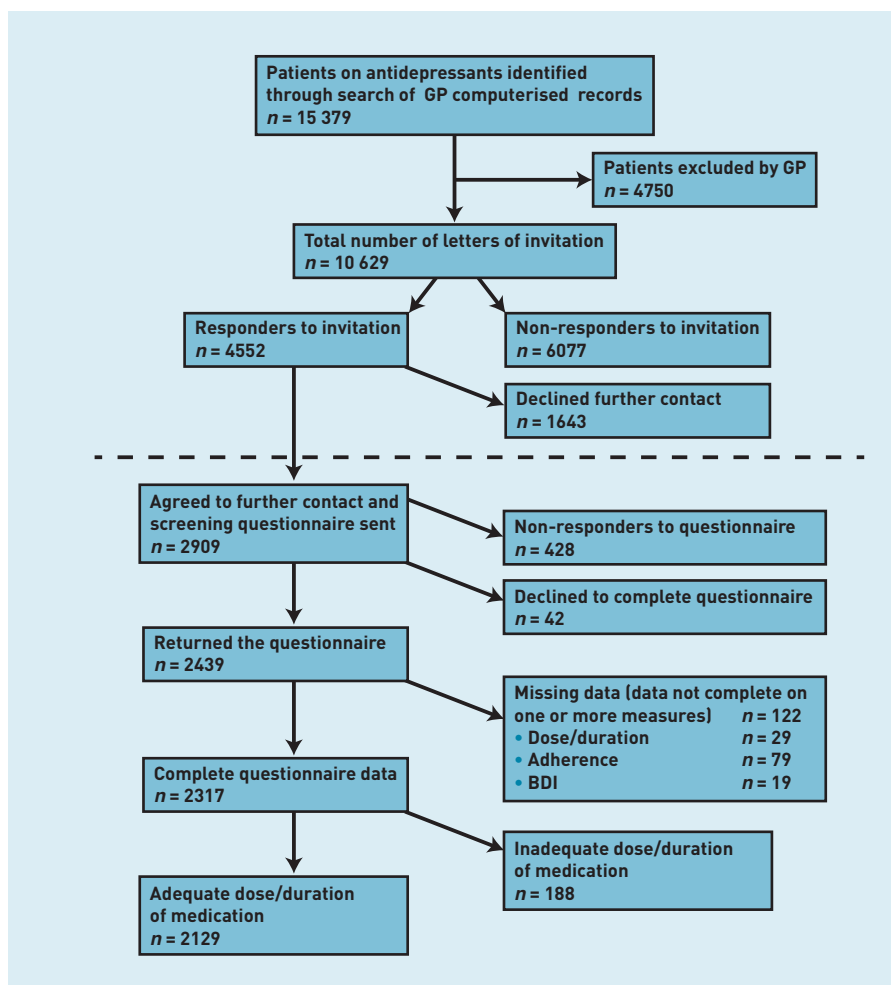 Patients on antidepressants identified
through search of GP computerised records
n = 15 379
Patients excluded by GP
n = 4750
Total number of letters of invitation
n = 10 629
Responders to invitation
n = 4552
Non-responders to invitation
n = 6077
Declined further contact
n = 1643
Agreed to further contact and
screening questionnaire sent
n = 2909
Non-responders to questionnaire
n = 428
Declined to complete questionnaire
n = 42
Returned the questionnaire
n = 2439
Missing data (data not complete on
one or more measures) n = 122
• Dose/duration n = 29
• Adherence n = 79
• BDI n = 19
Complete questionnaire data
n = 2317
Inadequate dose/duration
of medication
n = 188
Adequate dose/duration
of medication
n = 2129